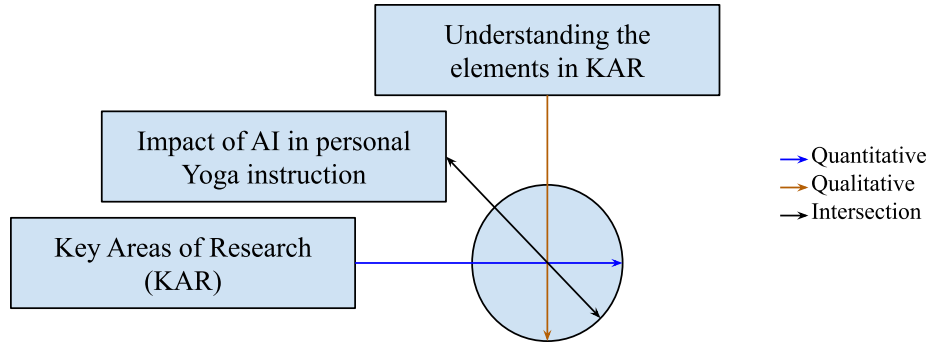 Understanding the
elements in KAR
Impact of AI in personal
Yoga instruction
Key Areas of Research
(KAR)
Quantitative
Qualitative
Intersection